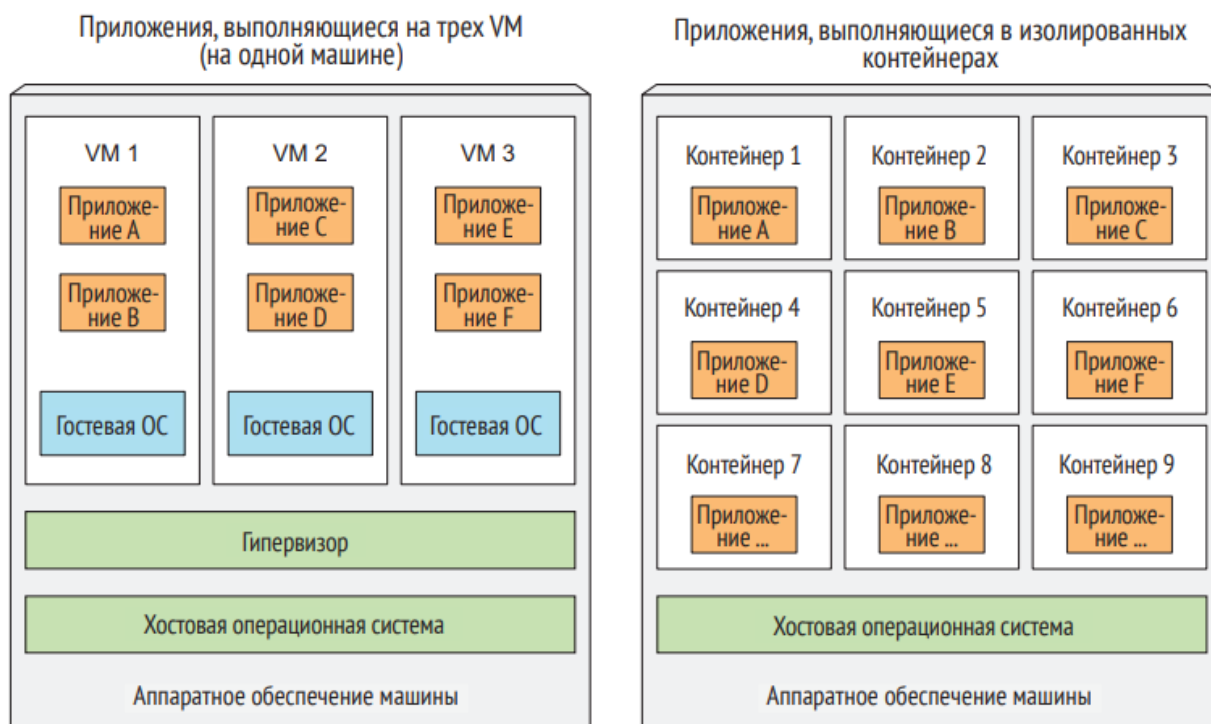 Приложения, выполняющиеся на трех VM
(на одной машине)
VM 1
VM 2
VM 3
Приложе-
ние A
Приложе-
ние C
Приложе-
ние E
Приложе-
ние B
Приложе-
ние D
Приложе-
ние F
Гостевая ОС
Гостевая ОС
Гостевая ОС
Гипервизор
Хостовая операционная система
Аппаратное обеспечение машины
Приложения, выполняющиеся в изолированных
контейнерах
Контейнер 1
Контейнер 2
Контейнер 3
Приложе-
ние A
Приложе-
ние B
Приложе-
ние C
Контейнер 4
Контейнер 5
Контейнер 6
Приложе-
ние D
Приложе-
ние E
Приложе-
ние F
Контейнер 7
Контейнер 8
Контейнер 9
Приложе-
ние ...
Приложе-
ние ...
Приложе-
ние ...
Хостовая операционная система
Аппаратное обеспечение машины